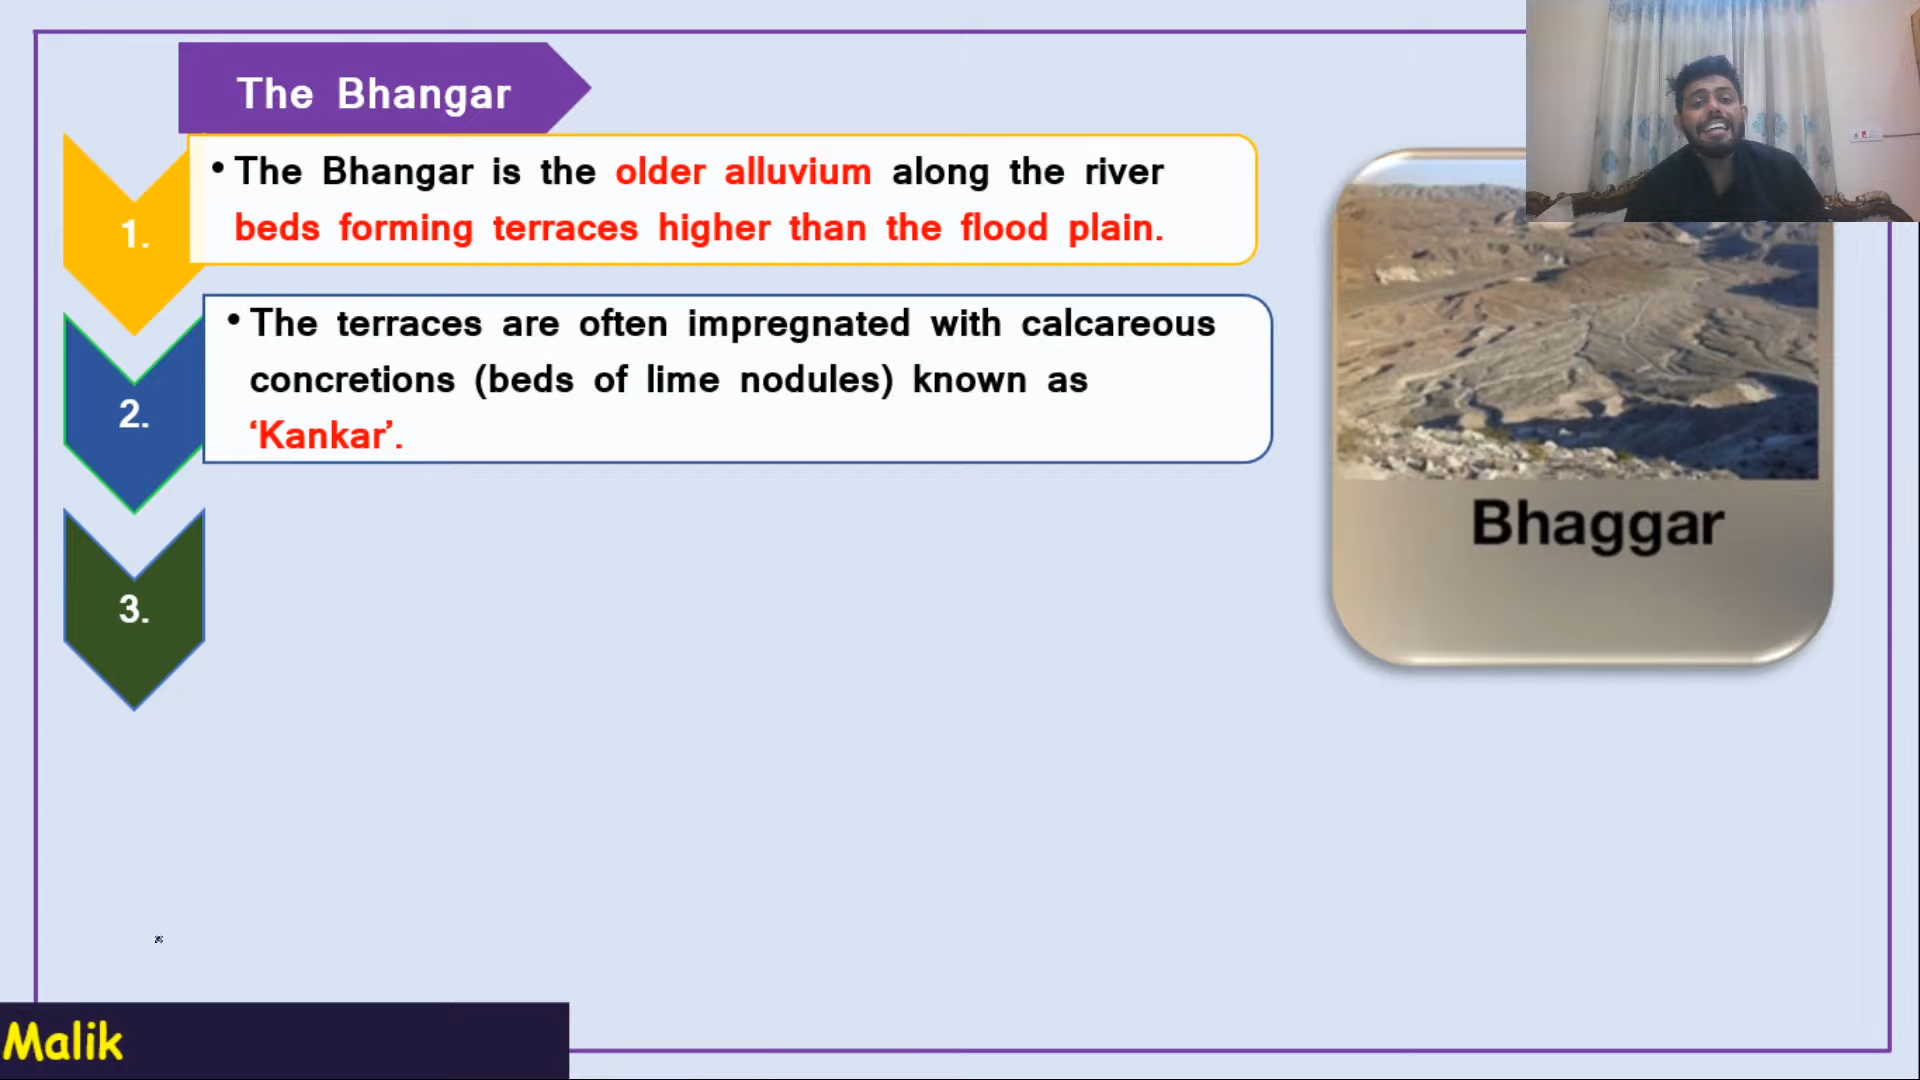 The Bhangar
1.
• The Bhangar is the older alluvium along the river
beds forming terraces higher than the flood plain.
2.
• The terraces are often impregnated with calcareous
concretions (beds of lime nodules) known as
‘Kankar’.
3.
Bhaggar
Malik